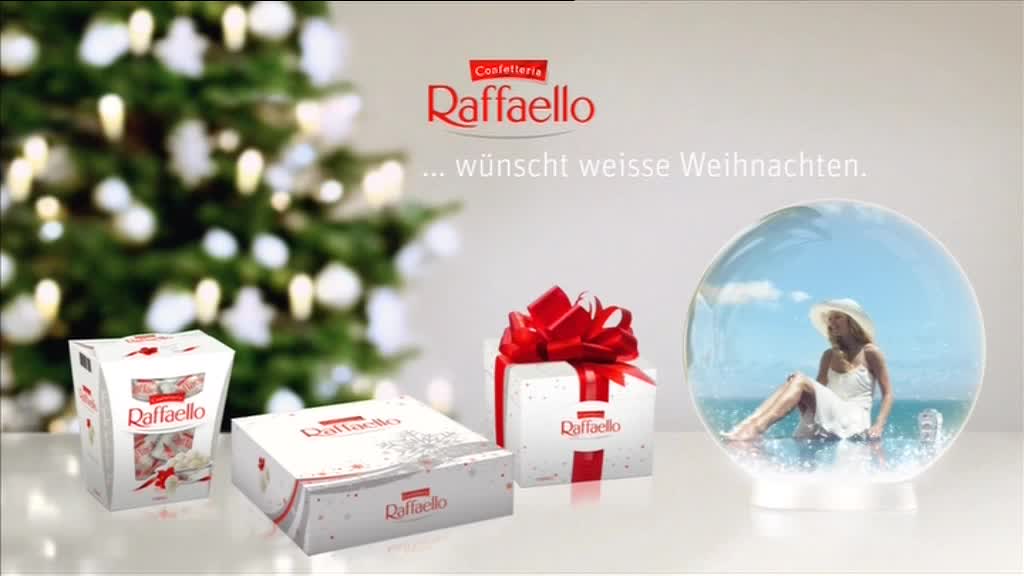 Confetteria
Raffaello
... wünscht weisse Weihnachten.
Raffaello
Raffaello
Raffaello
Raffaello